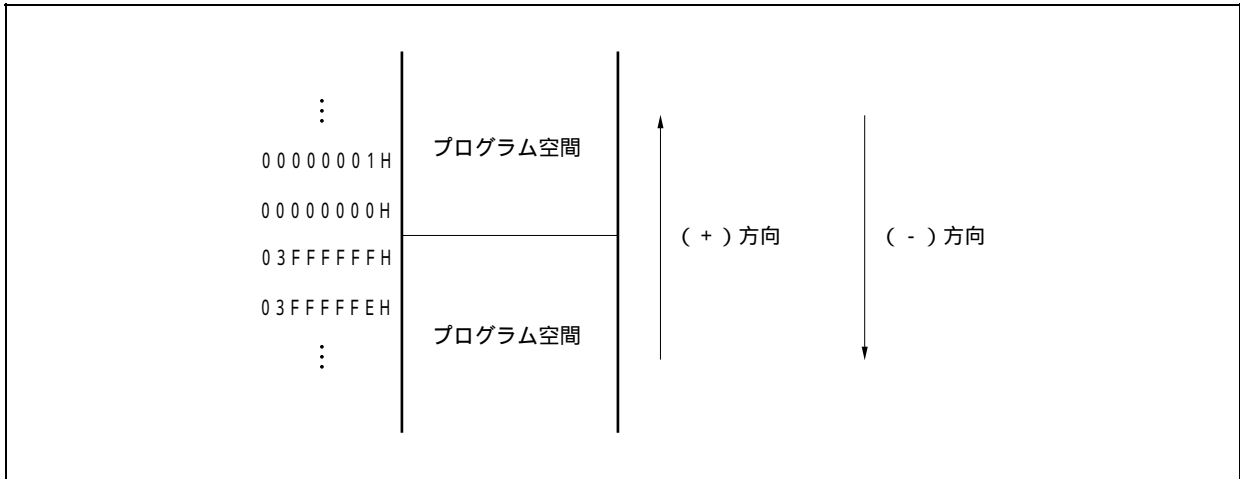 00000001H
プログラム空間
00000000H
(+)方向
(-)方向
03FFFFFFH
03FFFFFEH
プログラム空間